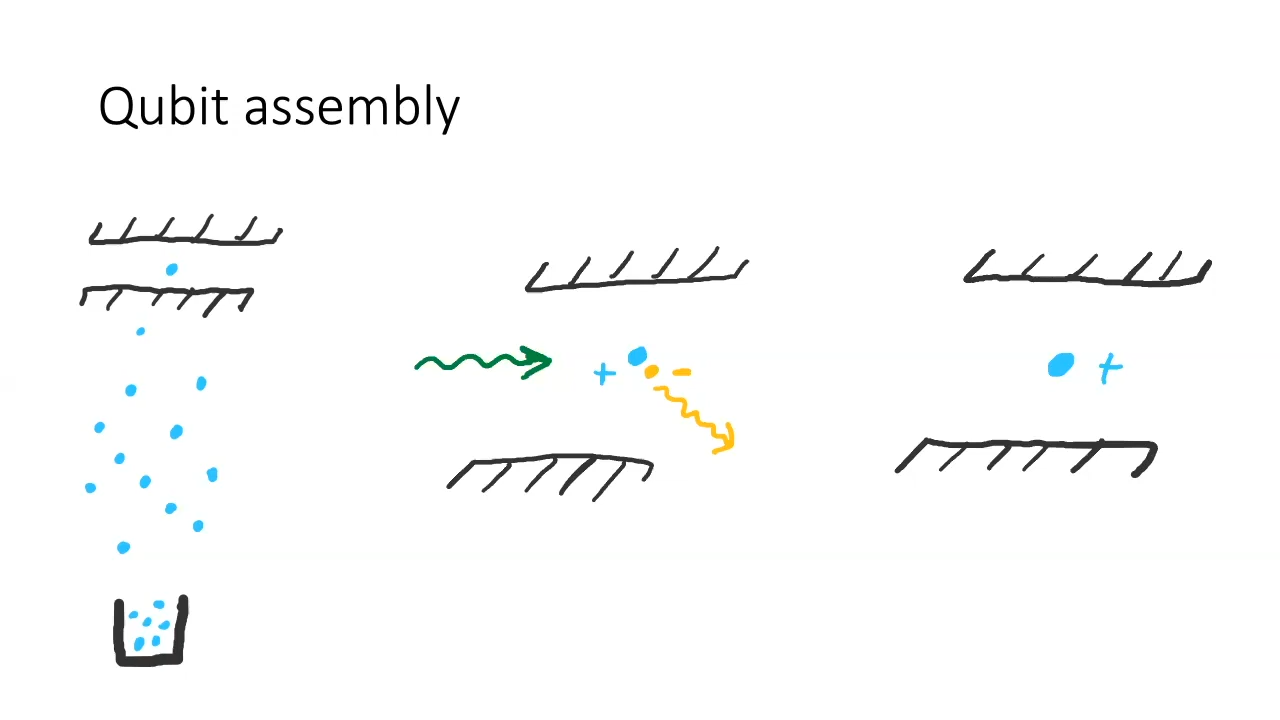 Qubit assembly
+ -
+